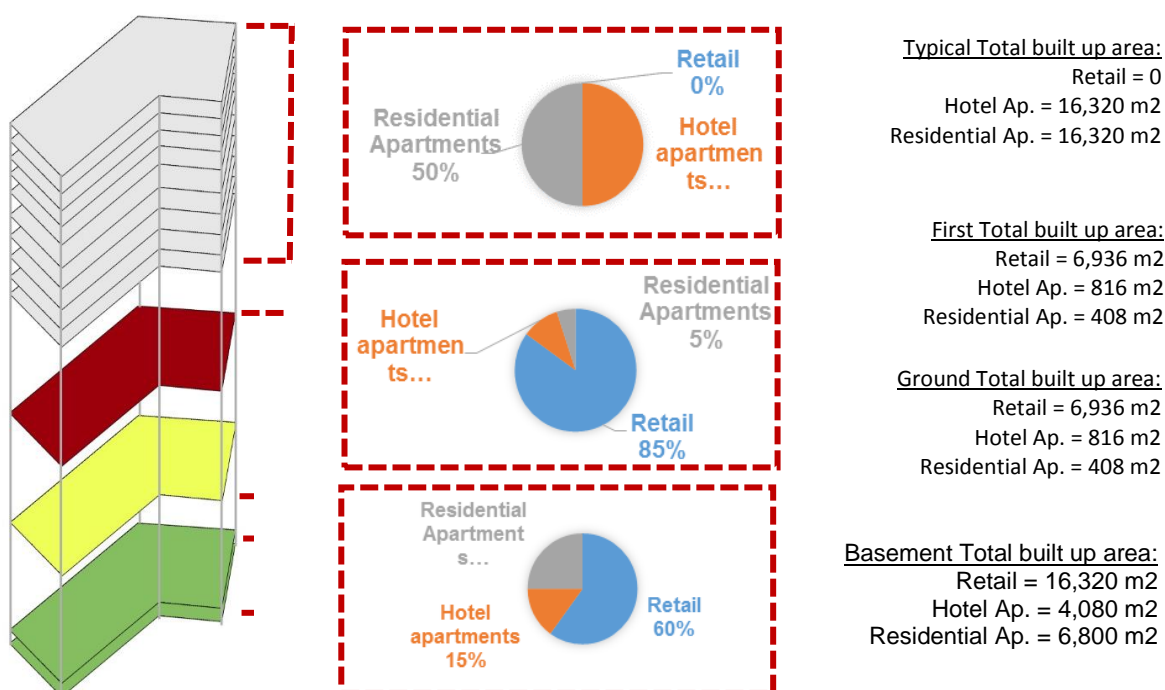 Retail
0%
Residential
Apartments
50%
Hotel
apartmen
ts...
Typical Total built up area:
Retail = 0
Hotel Ap. = 16,320 m2
Residential Ap. = 16,320 m2
Residential
Apartments
5%
Hotel
apartmen
ts...
Retail
85%
First Total built up area:
Retail = 6,936 m2
Hotel Ap. = 816 m2
Residential Ap. = 408 m2
Ground Total built up area:
Retail = 6,936 m2
Hotel Ap. = 816 m2
Residential Ap. = 408 m2
Residential
Apartment
s...
Hotel
apartments
15%
Retail
60%
Basement Total built up area:
Retail = 16,320 m2
Hotel Ap. = 4,080 m2
Residential Ap. = 6,800 m2